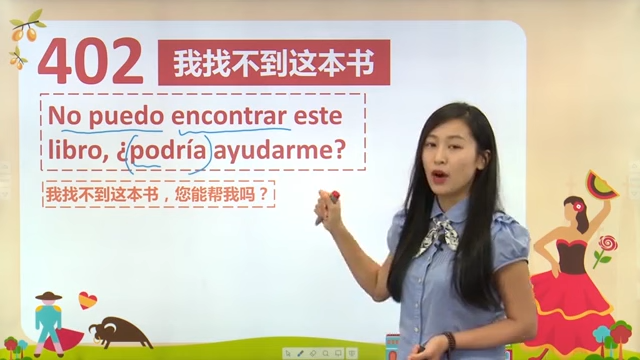 402 我找不到这本书
No puedo encontrar este
libro, ¿podría ayudarme?
我找不到这本书，您能帮我吗？